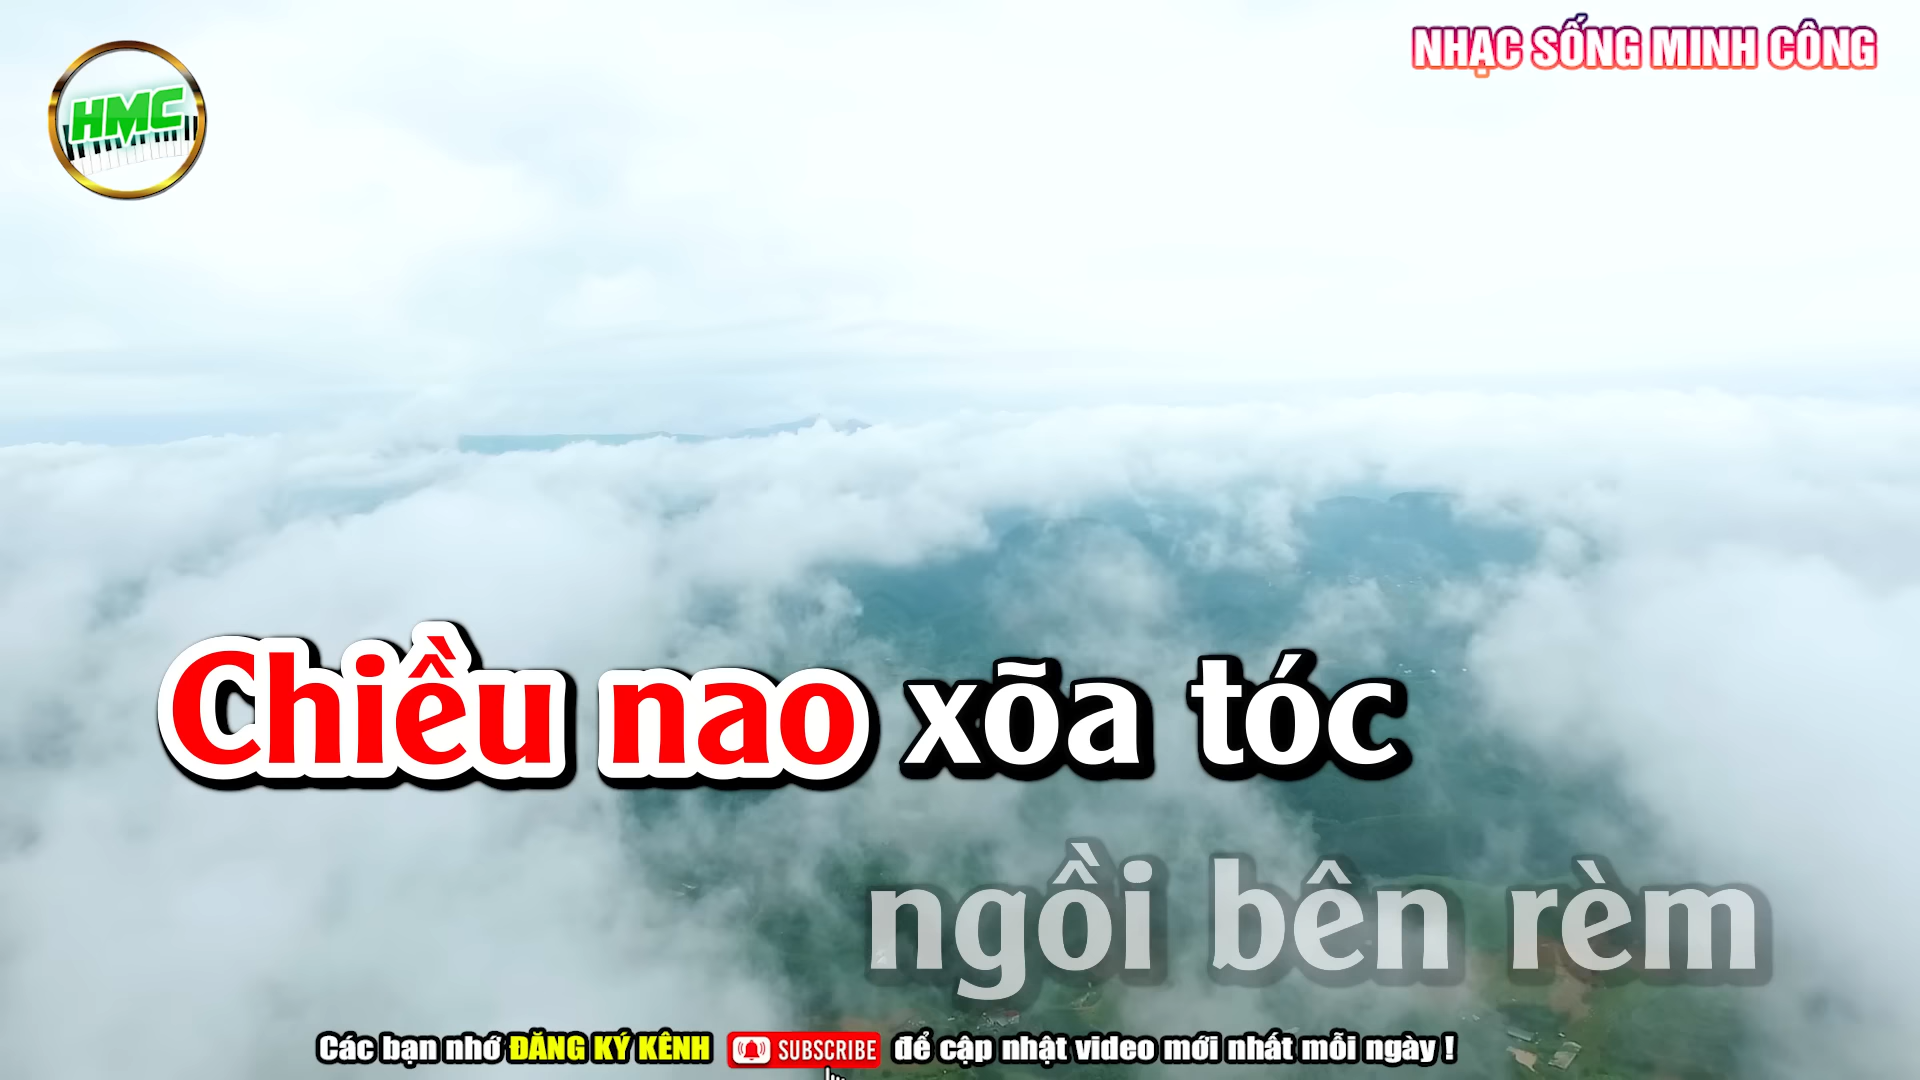 NHẠC SỐNG MINH CÔNG
HMC
Chiều nao xõa tóc
ngồi bên rèm
Các bạn nhớ ĐĂNG KÝ KÊNH SUBSCRIBE để cập nhật video mới nhất mỗi ngày !